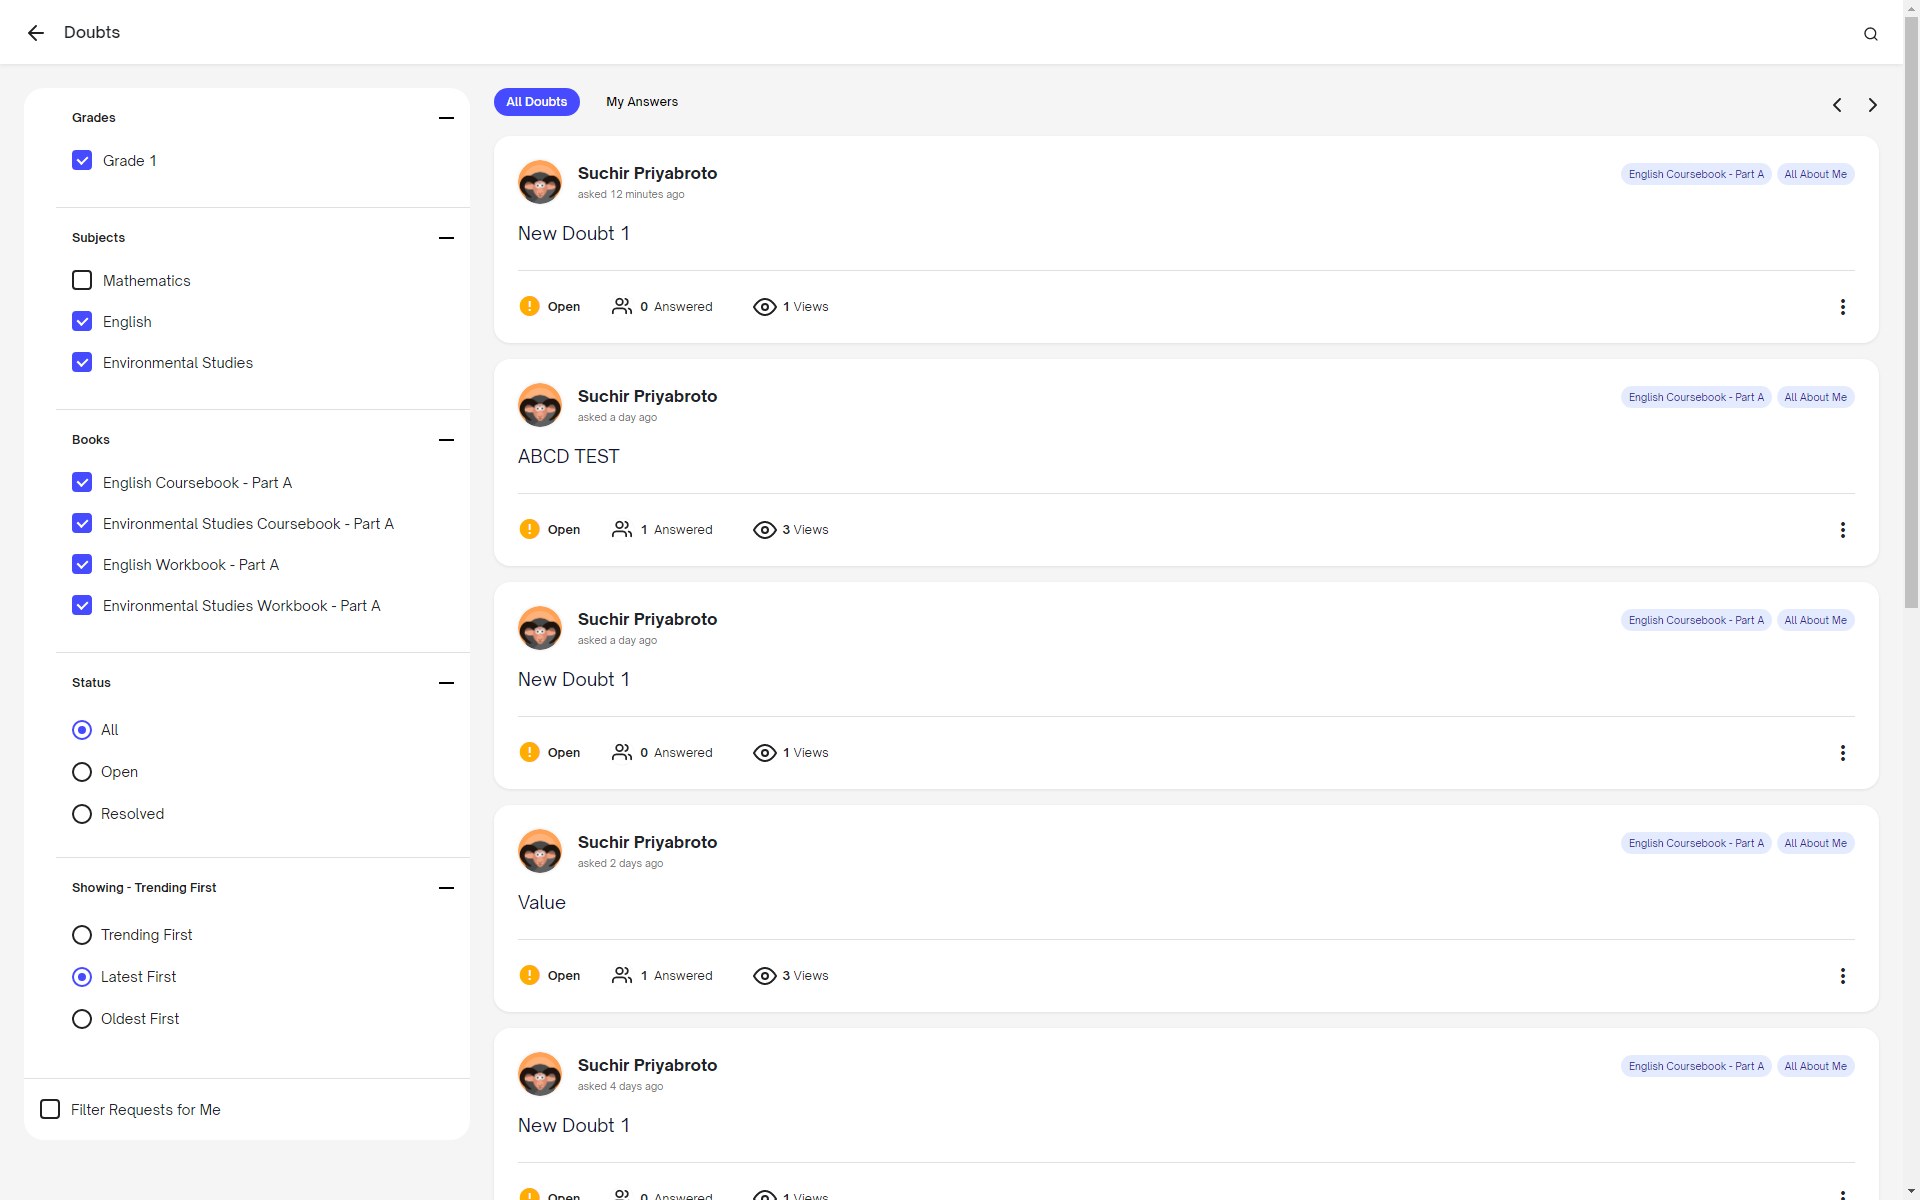 Doubts
Grades
Grade 1
Subjects
Mathematics
English
Environmental Studies
Books
English Coursebook - Part A
Environmental Studies Coursebook - Part A
English Workbook - Part A
Environmental Studies Workbook - Part A
Status
All
Open
Resolved
Showing - Trending First
Trending First
Latest First
Oldest First
Filter Requests for Me
All Doubts My Answers
Suchir Priyabroto English Coursebook - Part A All About Me
asked 12 minutes ago
New Doubt 1
Open 0 Answered 1 Views
Suchir Priyabroto English Coursebook - Part A All About Me
asked a day ago
ABCD TEST
Open 1 Answered 3 Views
Suchir Priyabroto English Coursebook - Part A All About Me
asked a day ago
New Doubt 1
Open 0 Answered 1 Views
Suchir Priyabroto English Coursebook - Part A All About Me
asked 2 days ago
Value
Open 1 Answered 3 Views
Suchir Priyabroto English Coursebook - Part A All About Me
asked 4 days ago
New Doubt 1
Open 0 Answered 1 Views